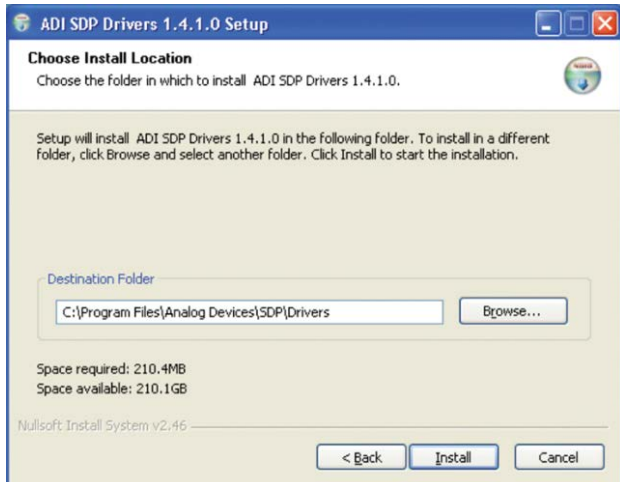 ADI SDP Drivers 1.4.1.0 Setup
Choose Install Location
Choose the folder in which to install ADI SDP Drivers 1.4.1.0.
Setup will install ADI SDP Drivers 1.4.1.0 in the following folder. To install in a different
folder, click Browse and select another folder. Click Install to start the installation.
Destination Folder
C:\Program Files\Analog Devices\SDP\Drivers
Browse...
Space required: 210.4MB
Space available: 210.1GB
Nullsoft Install System v2.46
< Back Install Cancel